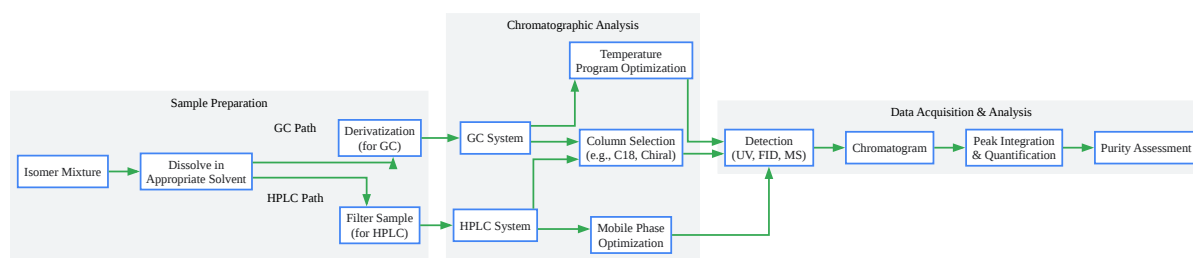 Chromatographic Analysis
Temperature
Program Optimization
Sample Preparation
Data Acquisition & Analysis
GC Path
Derivatization
(for GC)
GC System
Column Selection
(e.g., C18, Chiral)
Detection
(UV, FID, MS)
Chromatogram
Peak Integration
& Quantification
Purity Assessment
Isomer Mixture
Dissolve in
Appropriate Solvent
HPLC Path
Filter Sample
(for HPLC)
HPLC System
Mobile Phase
Optimization